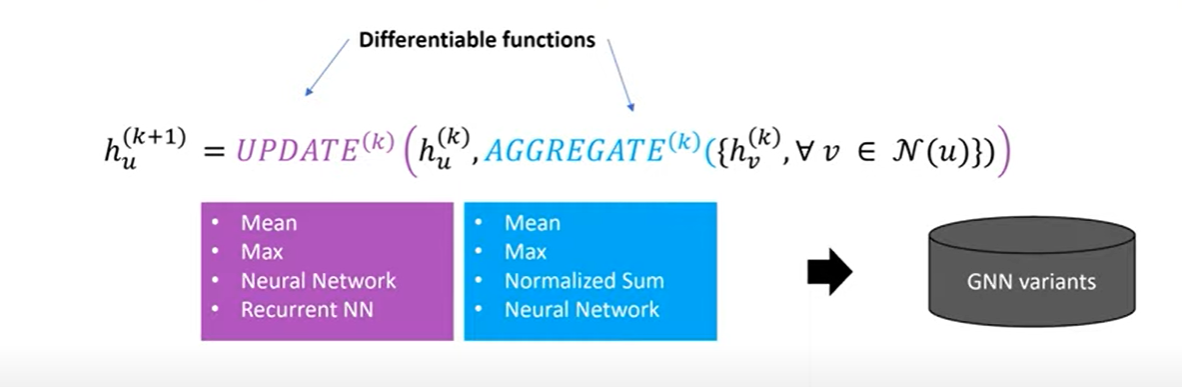 Differentiable functions
h_u^(k+1) = UPDATE^(k) (h_u^(k), AGGREGATE^(k)({h_v^(k), ∀ v ∈ 𝒩(u)}))
• Mean
• Max
• Neural Network
• Recurrent NN
• Mean
• Max
• Normalized Sum
• Neural Network
GNN variants